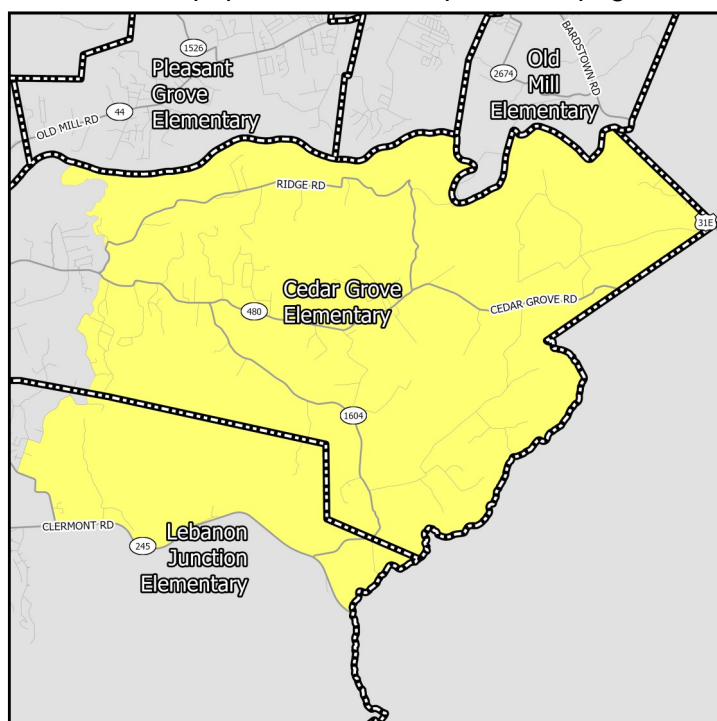 1526
Pleasant
Grove
Elementary
OLD MILL RD
44
Old
Mill
Elementary
2674
BARDSTOWN RD
RIDGE RD
31E
Cedar Grove
Elementary
480
CEDAR GROVE RD
1604
CLERMONT RD
245
Lebanon
Junction
Elementary